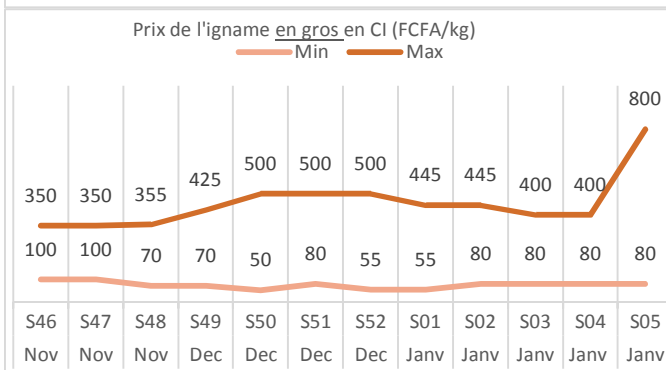 Prix de l'igname en gros en CI (FCFA/kg)
Min Max
800
500 500 500
425 445 445
350 350 355 400 400
100 100 70 70 50 80 55 55 80 80 80 80
S46 S47 S48 S49 S50 S51 S52 S01 S02 S03 S04 S05
Nov Nov Nov Dec Dec Dec Dec Janv Janv Janv Janv Janv